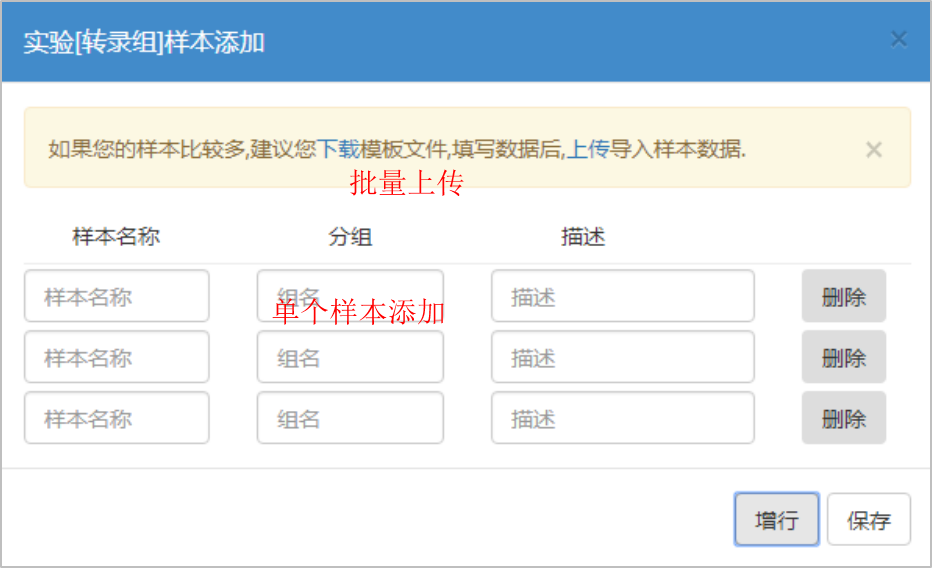 实验[转录组]样本添加
×
如果您的样本比较多,建议您下载模板文件,填写数据后,上传导入样本数据. ×
批量上传
样本名称 分组 描述
样本名称 组名 描述 删除
单个样本添加
样本名称 组名 描述 删除
样本名称 组名 描述 删除
增行 保存